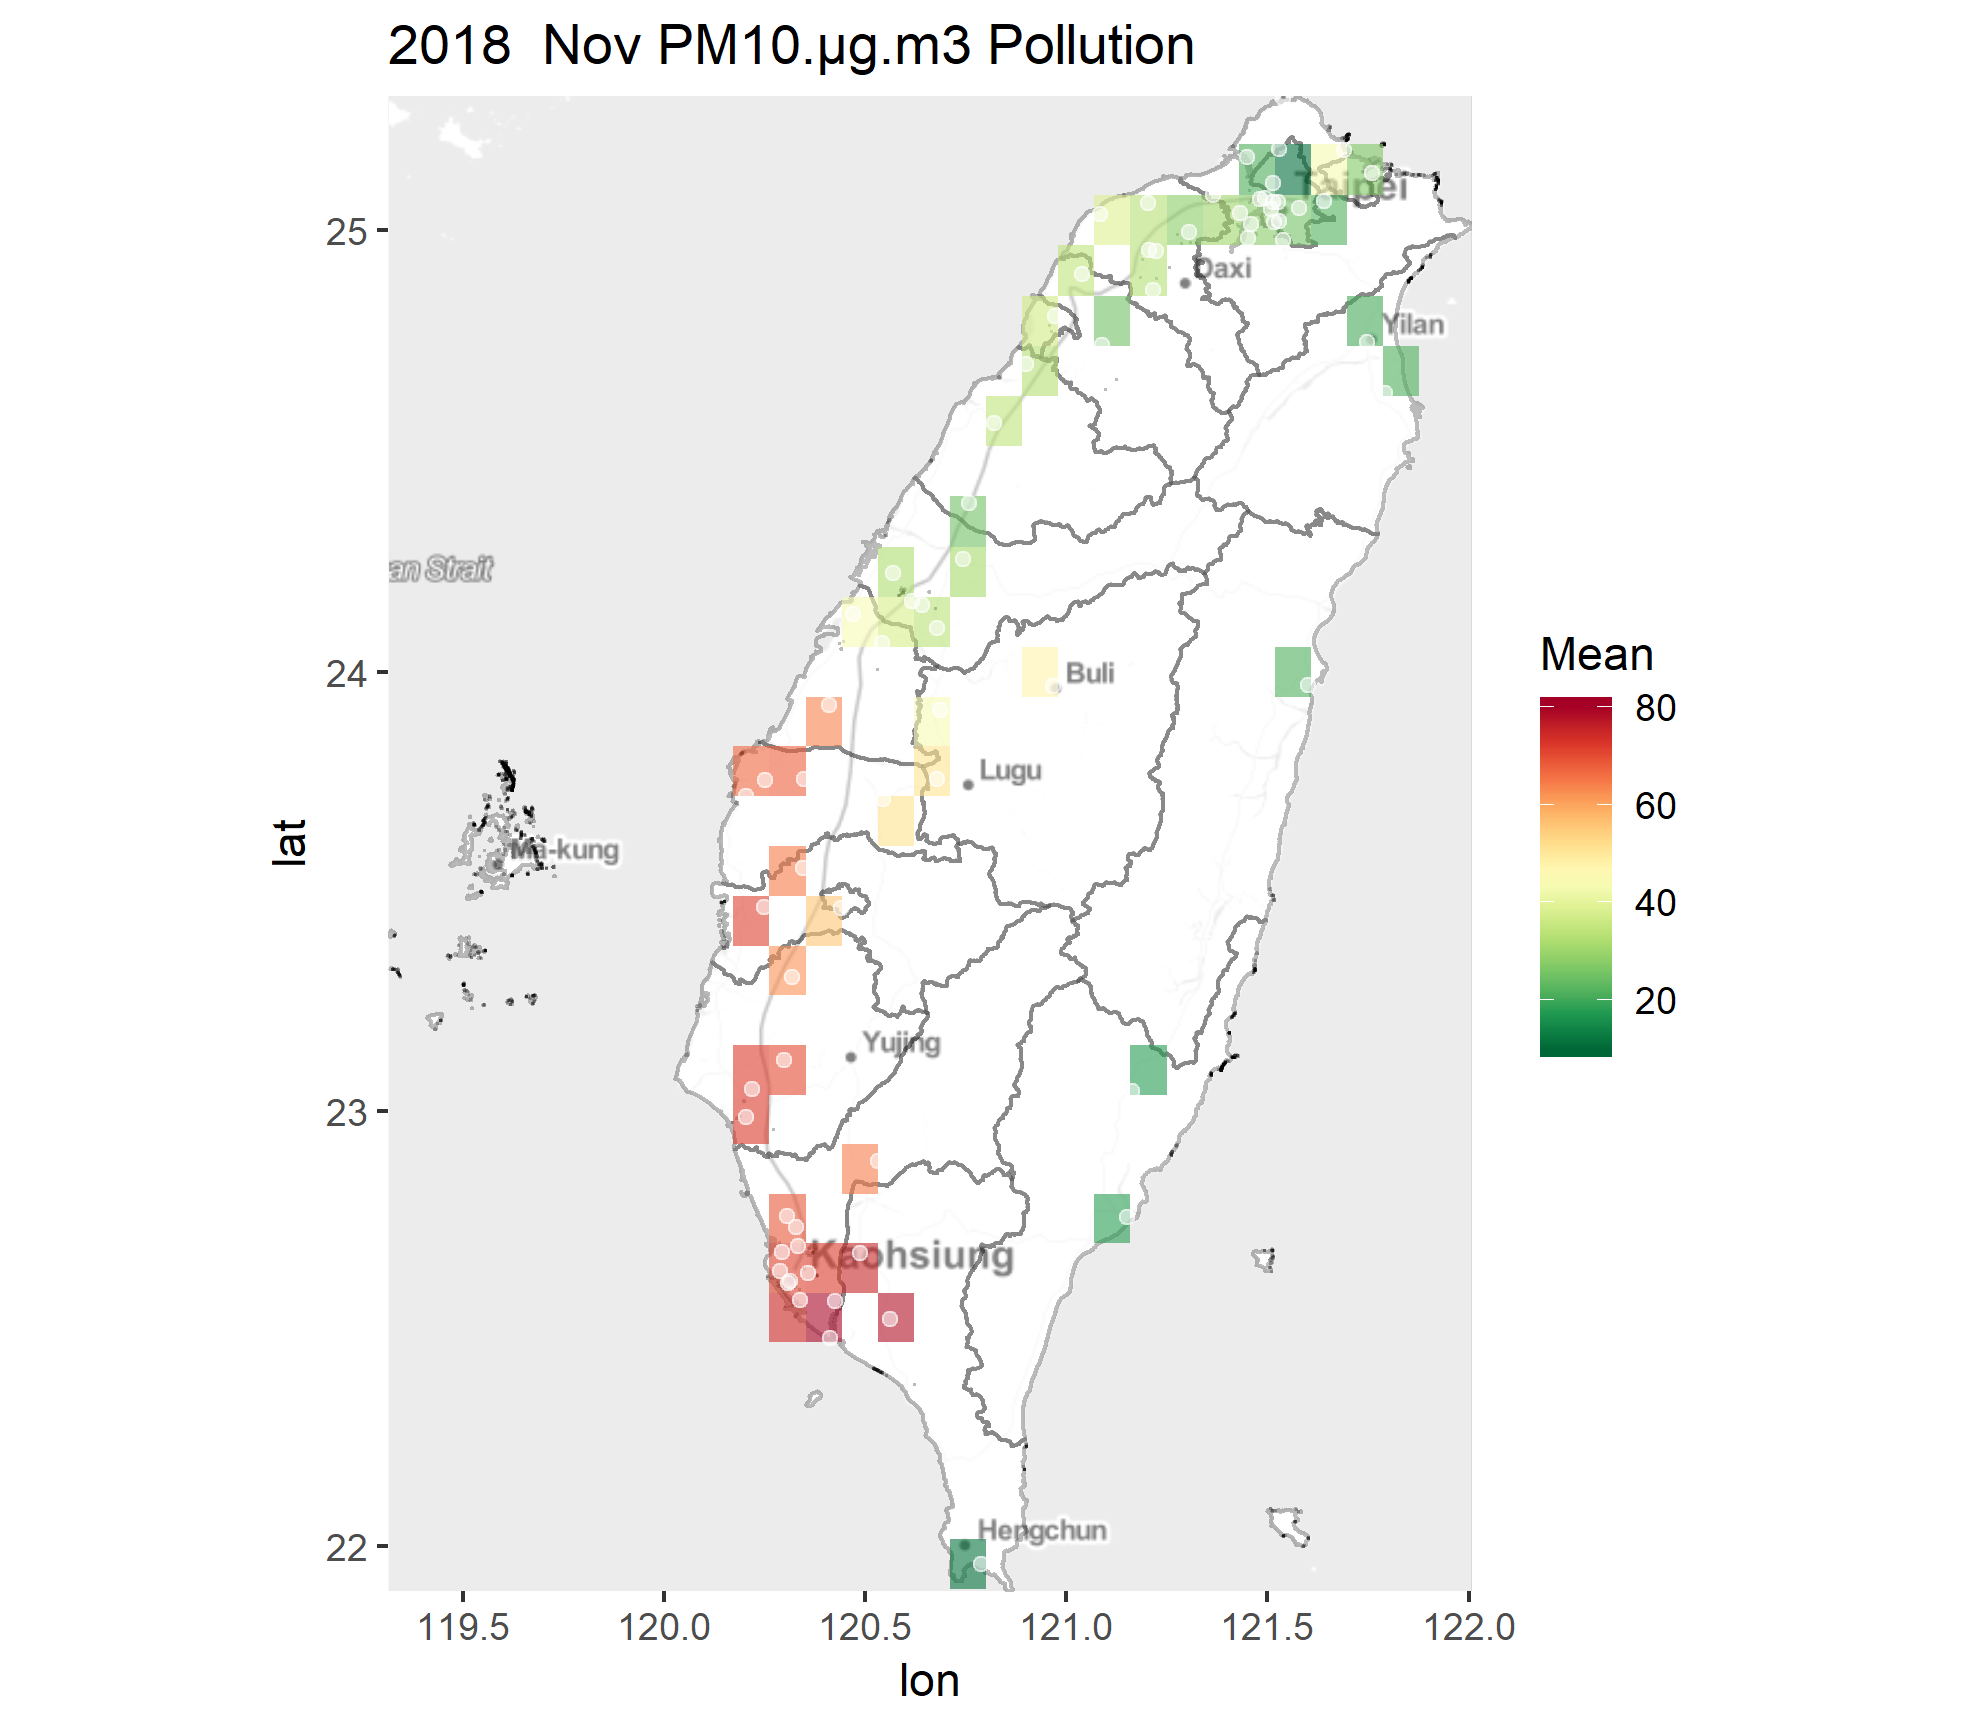 2018  Nov PM10.µg.m3 Pollution
Taipei
25
Daxi
Yilan
an Strait
24
Buli
Lugu
Ma-kung
lat
Yujing
23
Kaohsiung
Hengchun
22
119.5 120.0 120.5 121.0 121.5 122.0
lon
Mean
80
60
40
20